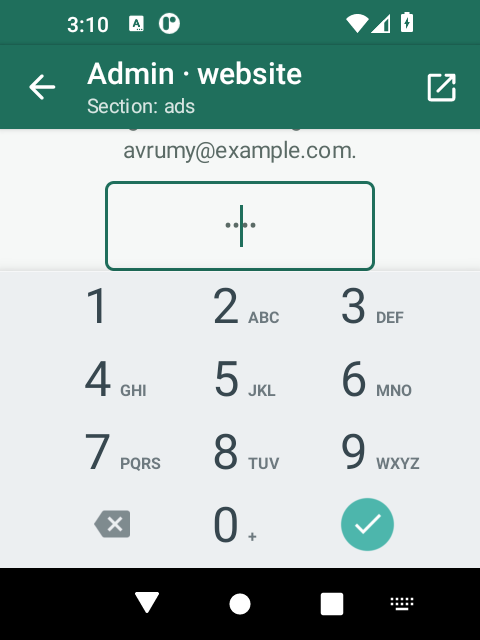 3:10
Admin · website
Section: ads
avrumy@example.com.
····
1
2 ABC
3 DEF
4 GHI
5 JKL
6 MNO
7 PQRS
8 TUV
9 WXYZ
0 +